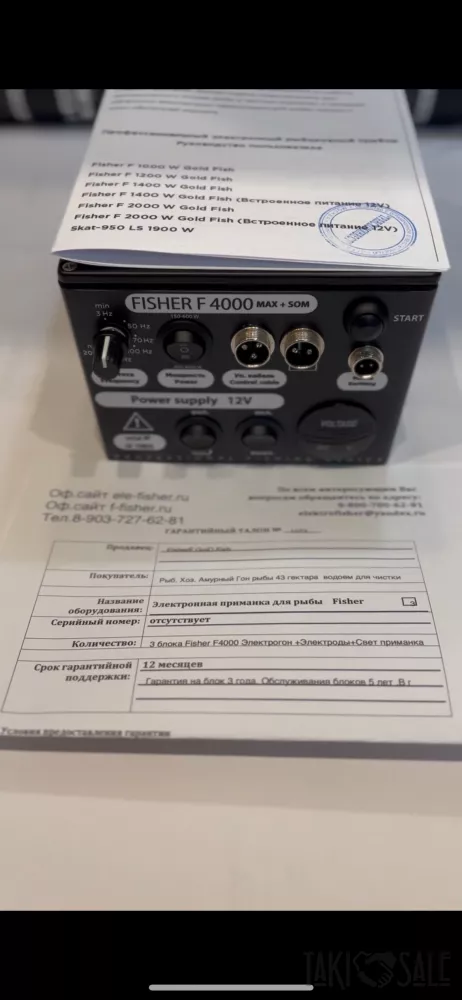 Профессиональный электронный рыболовный прибор
Руководство пользователя
Fisher F 1000 W Gold Fish
Fisher F 1200 W Gold Fish
Fisher F 1400 W Gold Fish
Fisher F 1400 W Gold Fish (Встроенное питание 12V)
Fisher F 2000 W Gold Fish
Fisher F 2000 W Gold Fish (Встроенное питание 12V)
Skat-950 LS 1900 W
FISHER F 4000 MAX + SOM
START
min
3 Hz
50 Hz
70 Hz
100 Hz
Мощность
Power
Control cable
Power supply 12V
VOLTAGE
Оф.сайт ele-fisher.ru
Оф.сайт f-fisher.ru
Тел.8-903-727-62-81
По всем интересующим Вас
вопросам обращайтесь по адресу:
ГАРАНТИЙНЫЙ ТАЛОН №
Продавец:
Покупатель: Рыб. Хоз. Амурный Гон рыбы 43 гектара водоем для чистки
Название оборудования: Электронная приманка для рыбы Fisher
Серийный номер: отсутствует
Количество: 3 блока Fisher F4000 Электрогон +Электроды+Свет приманка
Срок гарантийной поддержки: 12 месяцев
Гарантия на блок 3 года. Обслуживания блоков 5 лет .В г
Условия предоставления гарантии
TAKI SALE